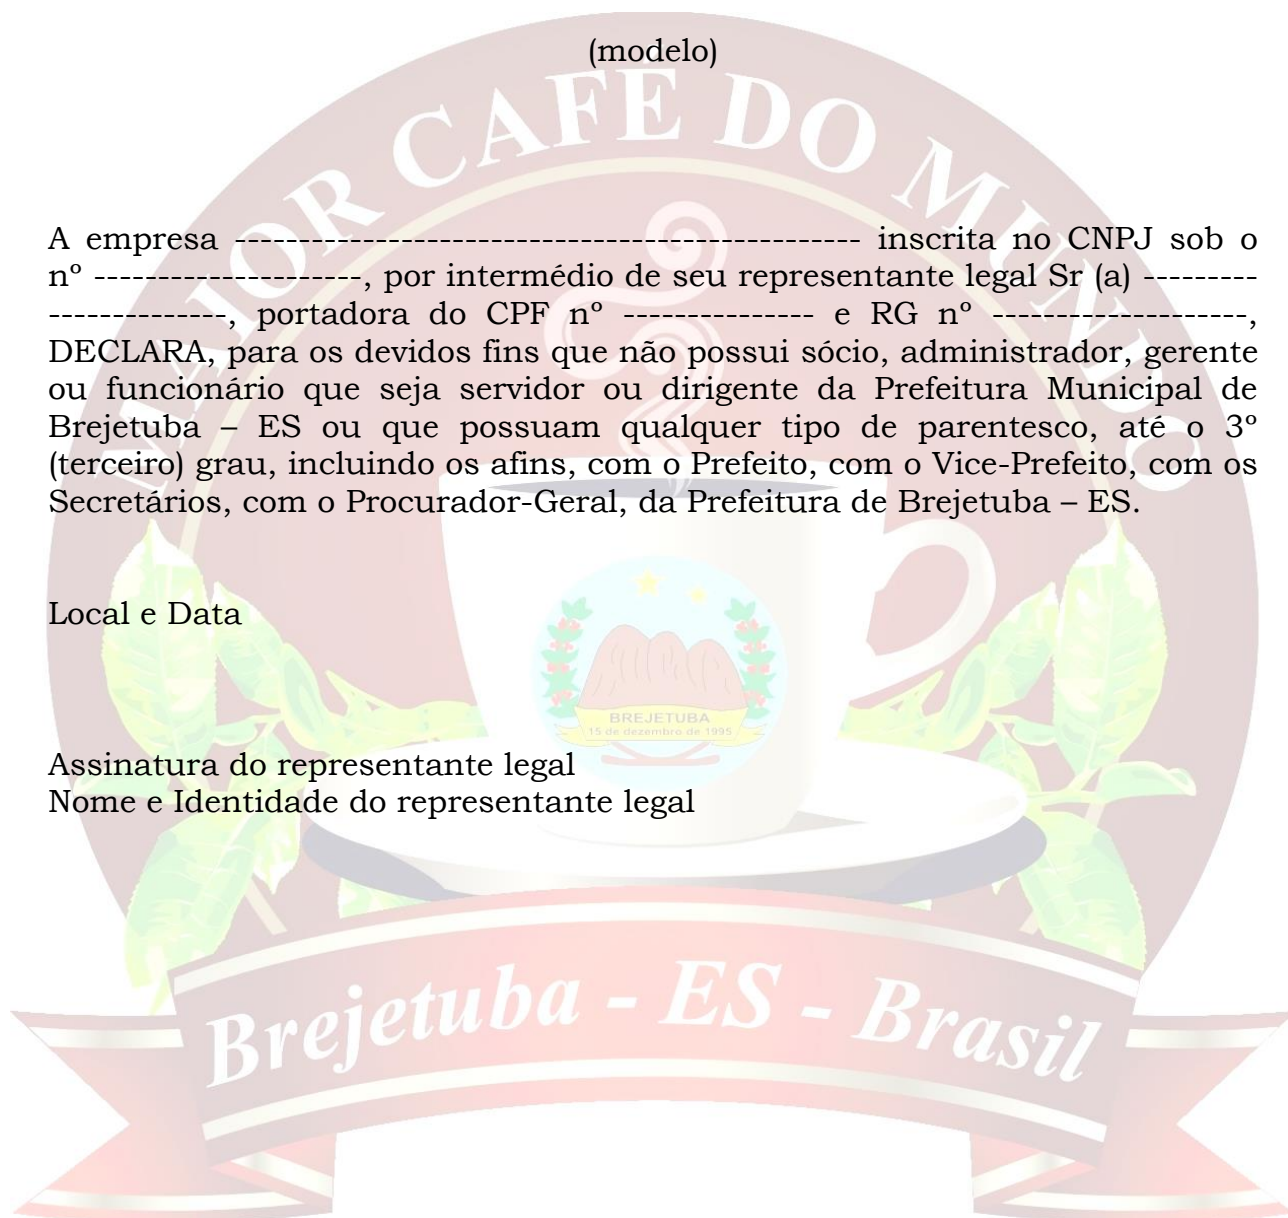 (modelo)
MAIOR CAFÉ DO MUNDO
A empresa ------------------------------------------------- inscrita no CNPJ sob o
nº ---------------------, por intermédio de seu representante legal Sr (a) ---------
--------------, portadora do CPF nº --------------- e RG nº --------------------,
DECLARA, para os devidos fins que não possui sócio, administrador, gerente
ou funcionário que seja servidor ou dirigente da Prefeitura Municipal de
Brejetuba – ES ou que possuam qualquer tipo de parentesco, até o 3º
(terceiro) grau, incluindo os afins, com o Prefeito, com o Vice-Prefeito, com os
Secretários, com o Procurador-Geral, da Prefeitura de Brejetuba – ES.
Local e Data
BREJETUBA
15 de dezembro de 1995
Assinatura do representante legal
Nome e Identidade do representante legal
Brejetuba - ES - Brasil